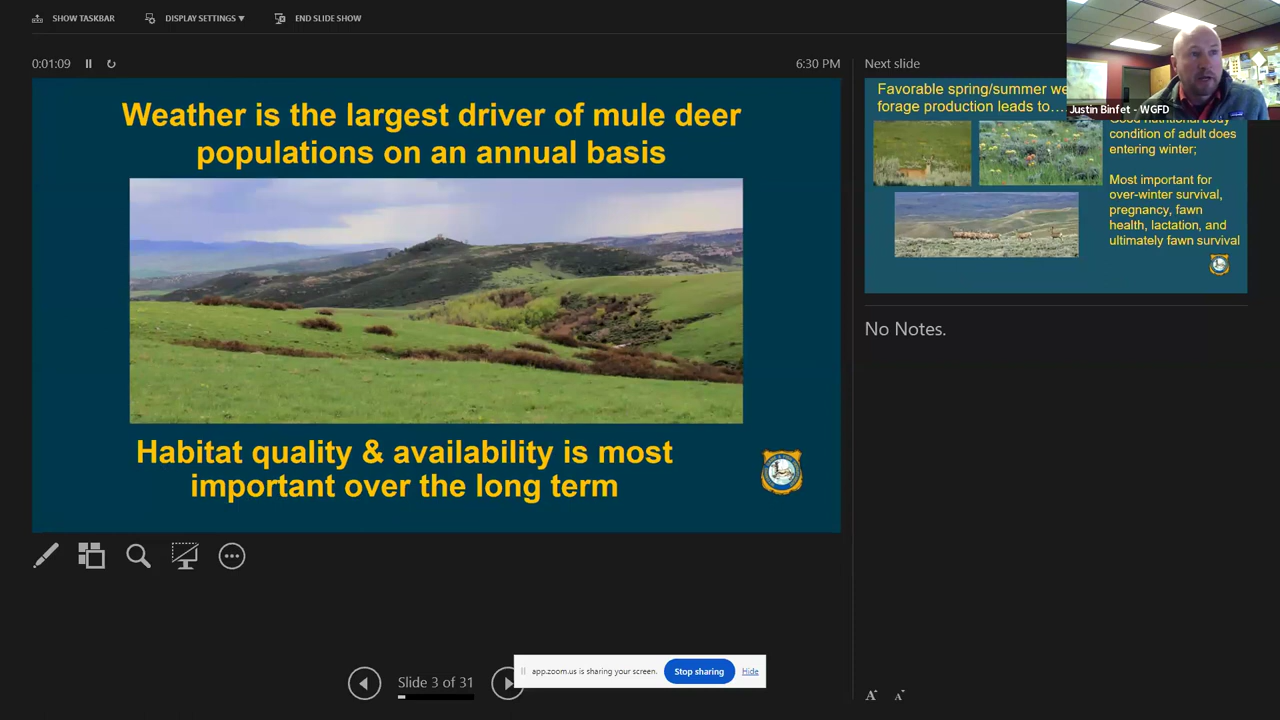 SHOW TASKBAR
DISPLAY SETTINGS ▼
END SLIDE SHOW
0:01:09
6:30 PM
Weather is the largest driver of mule deer
populations on an annual basis
Habitat quality & availability is most
important over the long term
Next slide
Favorable spring/summer we
forage production leads to…
Justin Binfet - WGFD
Good nutritional body
condition of adult does
entering winter;
Most important for
over-winter survival,
pregnancy, fawn
health, lactation, and
ultimately fawn survival
No Notes.
Slide 3 of 31
app.zoom.us is sharing your screen.
Stop sharing
Hide
A
A